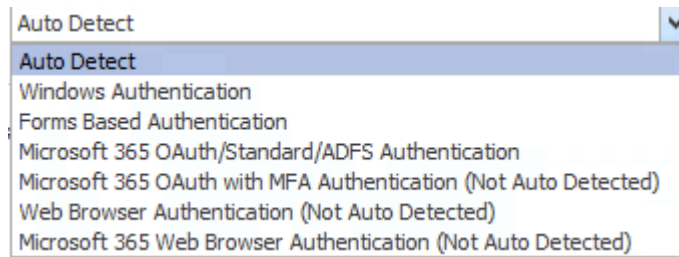 Auto Detect
Auto Detect
Windows Authentication
Forms Based Authentication
Microsoft 365 OAuth/Standard/ADFS Authentication
Microsoft 365 OAuth with MFA Authentication (Not Auto Detected)
Web Browser Authentication (Not Auto Detected)
Microsoft 365 Web Browser Authentication (Not Auto Detected)